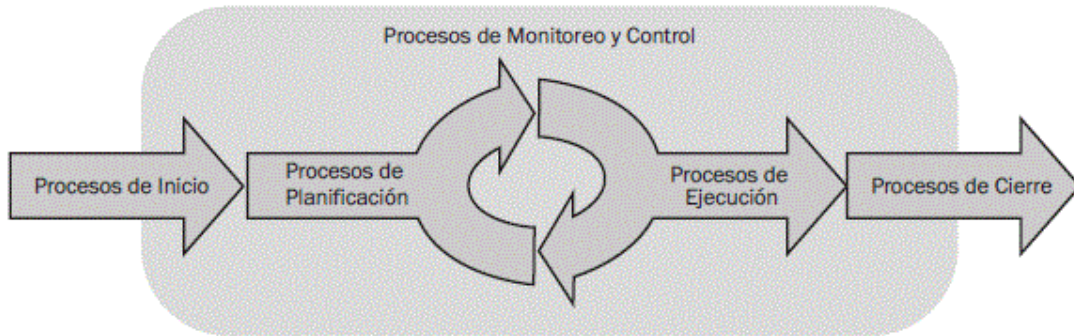 Procesos de Monitoreo y Control
Procesos de Inicio
Procesos de
Planificación
Procesos de
Ejecución
Procesos de Cierre